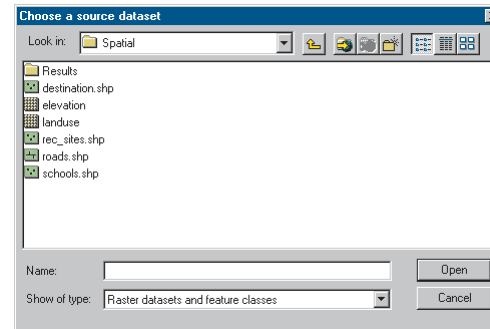 Choose a source dataset
Look in: Spatial
Results
destination.shp
elevation
landuse
rec_sites.shp
roads.shp
schools.shp
Name: Open
Show of type: Raster datasets and feature classes Cancel